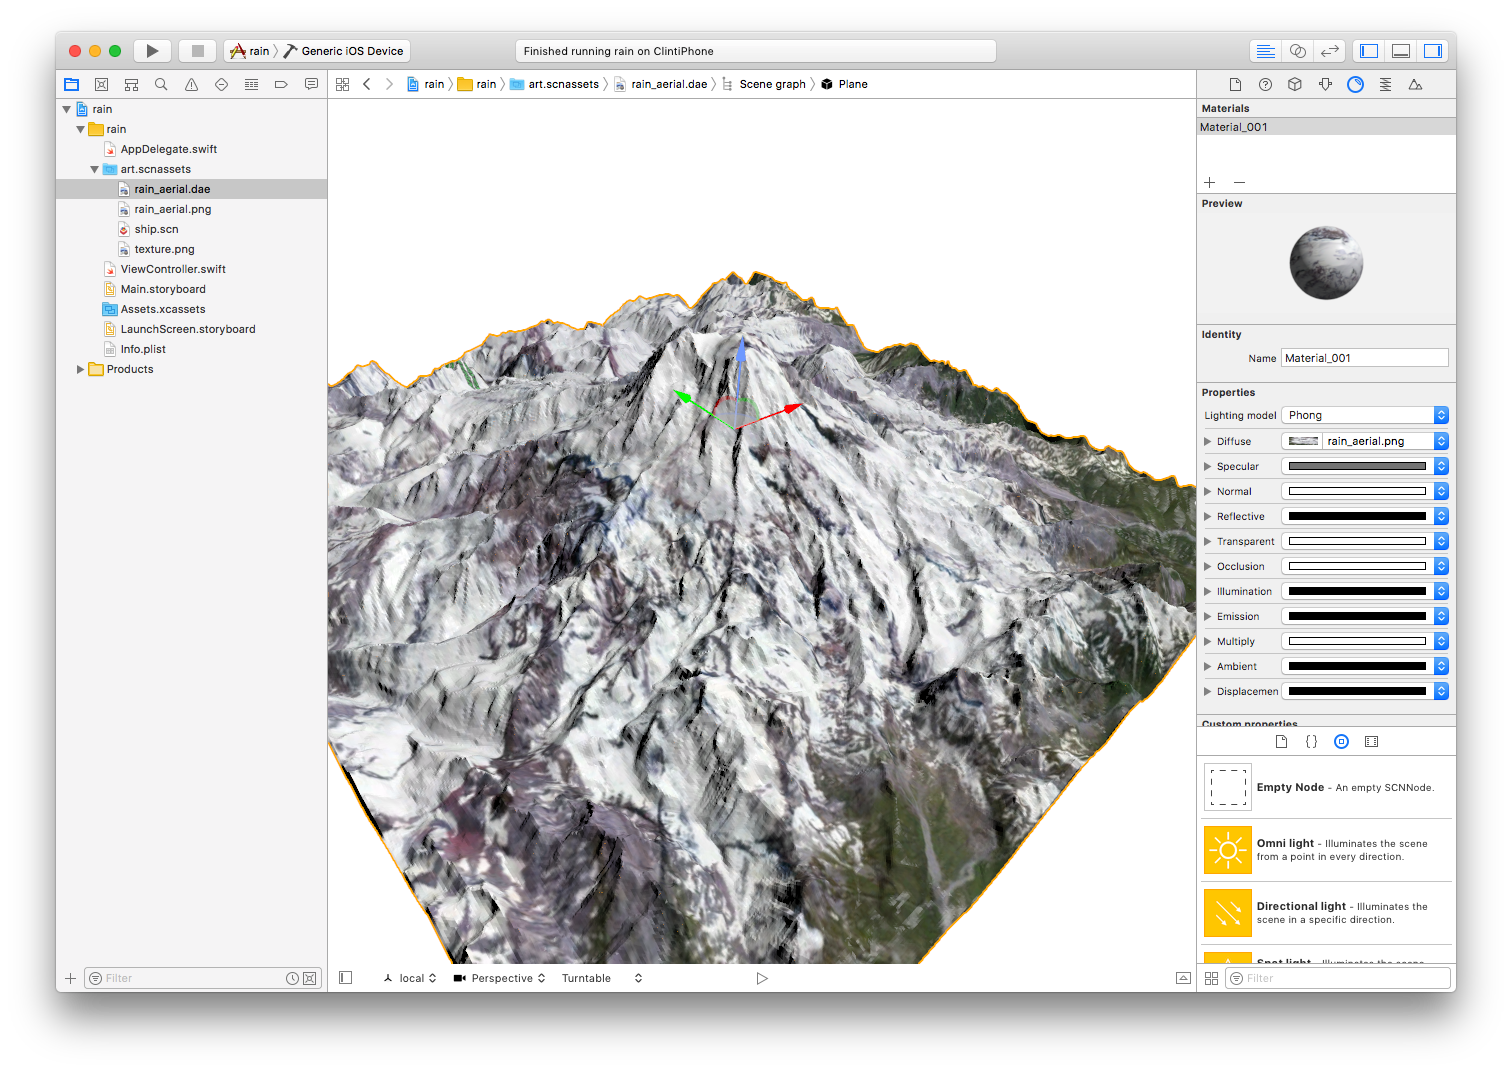 rain
Generic iOS Device
Finished running rain on ClintiPhone
rain
rain
art.scnassets
rain_aerial.dae
Scene graph
Plane
rain
rain
AppDelegate.swift
art.scnassets
rain_aerial.dae
rain_aerial.png
ship.scn
texture.png
ViewController.swift
Main.storyboard
Assets.xcassets
LaunchScreen.storyboard
Info.plist
Products
Filter
local
Perspective
Turntable
Materials
Material_001
Preview
Identity
Name Material_001
Properties
Lighting model Phong
Diffuse rain_aerial.png
Specular
Normal
Reflective
Transparent
Occlusion
Illumination
Emission
Multiply
Ambient
Displacemen
Custom properties
{ }
Empty Node - An empty SCNNode.
Omni light - Illuminates the scene
from a point in every direction.
Directional light - Illuminates the
scene in a specific direction.
Spot light - Illuminates the scene
Filter